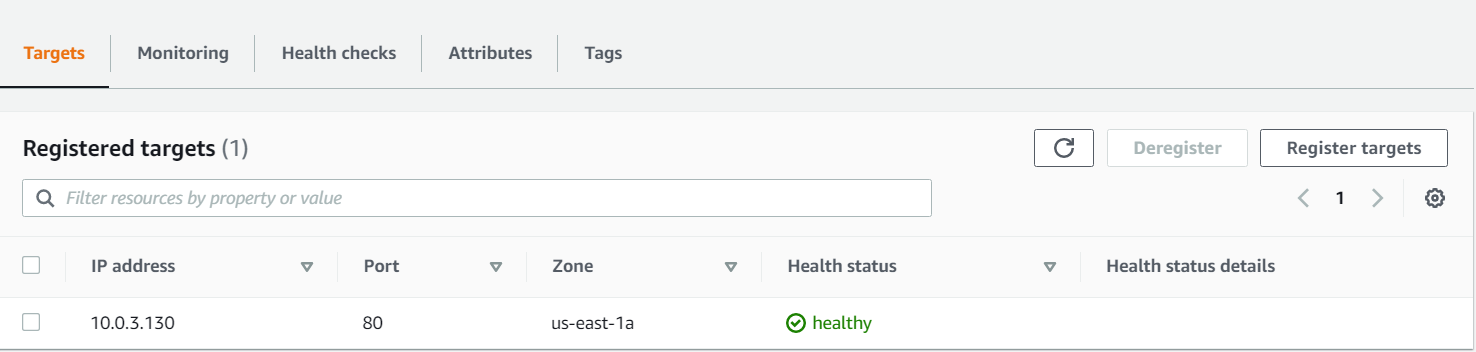 Targets Monitoring Health checks Attributes Tags
Registered targets (1) Deregister Register targets
Filter resources by property or value 1
IP address Port Zone Health status Health status details
10.0.3.130 80 us-east-1a healthy